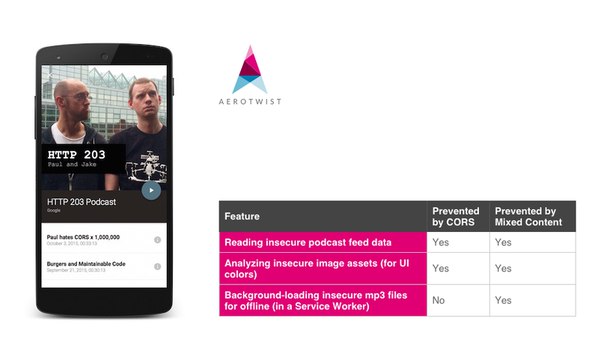 AEROTWIST
HTTP 203
Paul and Jake
HTTP 203 Podcast
Google
Paul hates CORS x 1,000,000
October 3, 2015, 00:33:13
Burgers and Maintainable Code
September 21, 2015, 00:30:13
Feature
Prevented
by CORS
Prevented by
Mixed Content
Reading insecure podcast feed data
Yes
Yes
Analyzing insecure image assets (for UI
colors)
Yes
Yes
Background-loading insecure mp3 files
for offline (in a Service Worker)
No
Yes